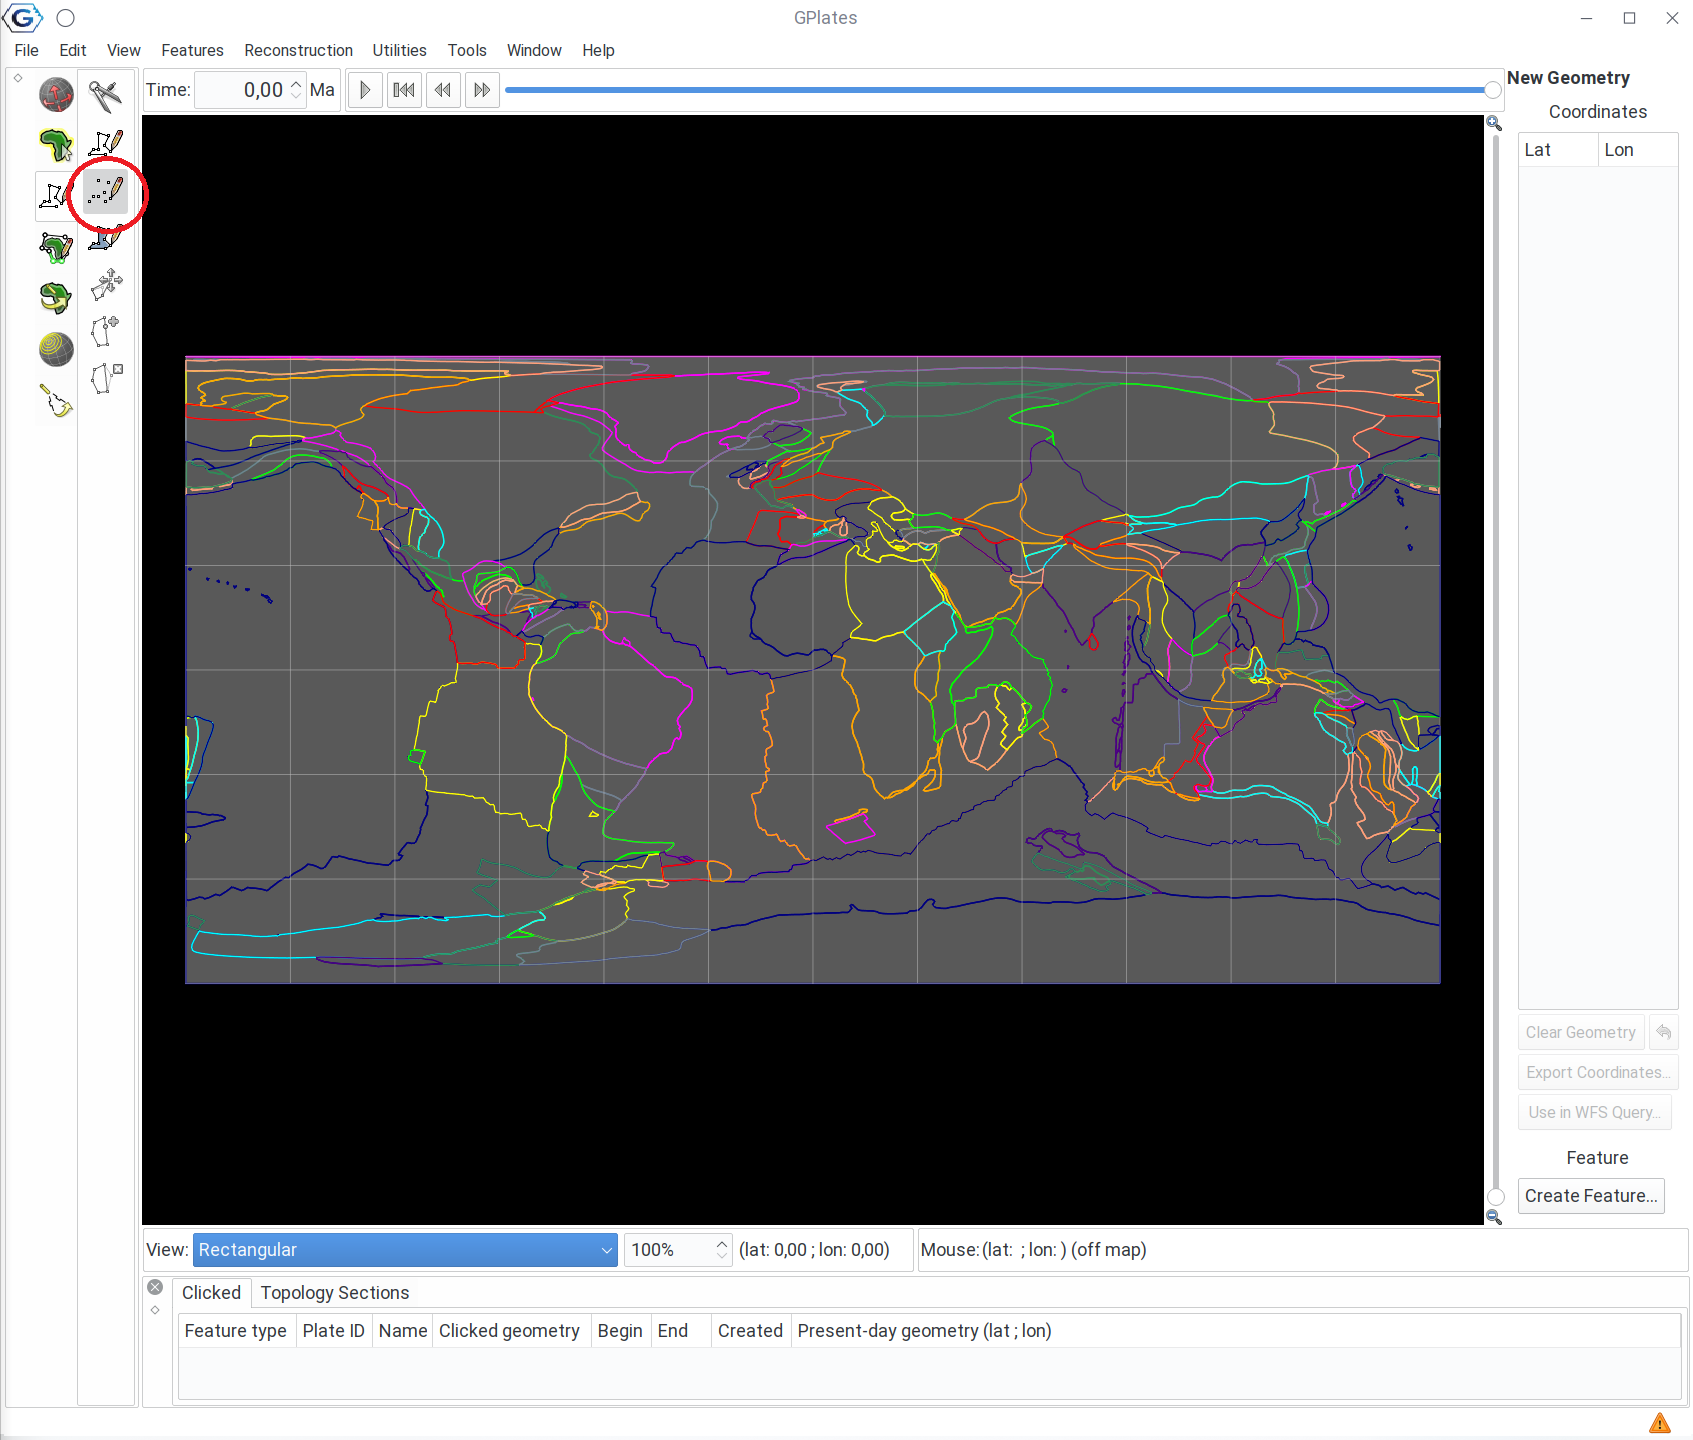 GPlates
File Edit View Features Reconstruction Utilities Tools Window Help
Time: 0,00 Ma
New Geometry
Coordinates
Lat Lon
Clear Geometry
Export Coordinates...
Use in WFS Query...
Feature
Create Feature...
View: Rectangular 100% (lat: 0,00 ; lon: 0,00) Mouse: (lat: ; lon: ) (off map)
Clicked Topology Sections
Feature type Plate ID Name Clicked geometry Begin End Created Present-day geometry (lat ; lon)